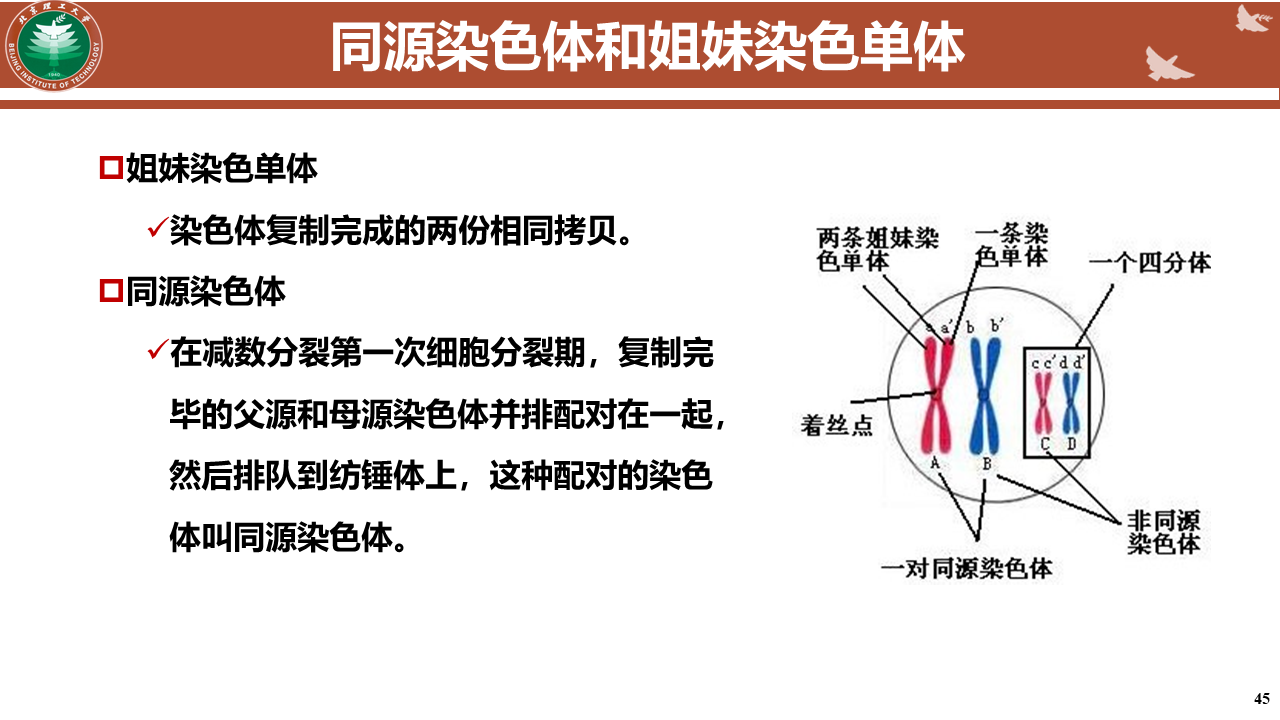 同源染色体和姐妹染色单体
北京理工大学
BEIJING INSTITUTE OF TECHNOLOGY
1940
姐妹染色单体
染色体复制完成的两份相同拷贝。
同源染色体
在减数分裂第一次细胞分裂期，复制完
毕的父源和母源染色体并排配对在一起，
然后排队到纺锤体上，这种配对的染色
体叫同源染色体。
两条姐妹染
色单体
一条染
色单体
一个四分体
a a' b b'
c c' d d'
着丝点
A B
C D
非同源
染色体
一对同源染色体
45